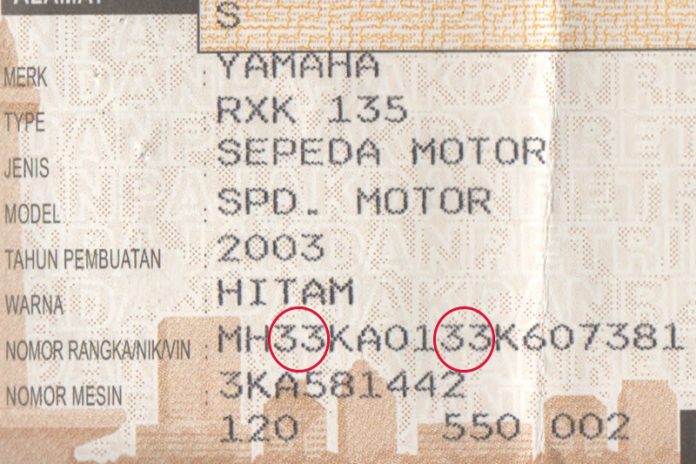 ALAMAT
S
MERK : YAMAHA
TYPE : RXK 135
JENIS : SEPEDA MOTOR
MODEL : SPD. MOTOR
TAHUN PEMBUATAN : 2003
WARNA : HITAM
NOMOR RANGKA/NIK/VIN : MH33KA0133K607381
NOMOR MESIN : 3KA581442
120 550 002